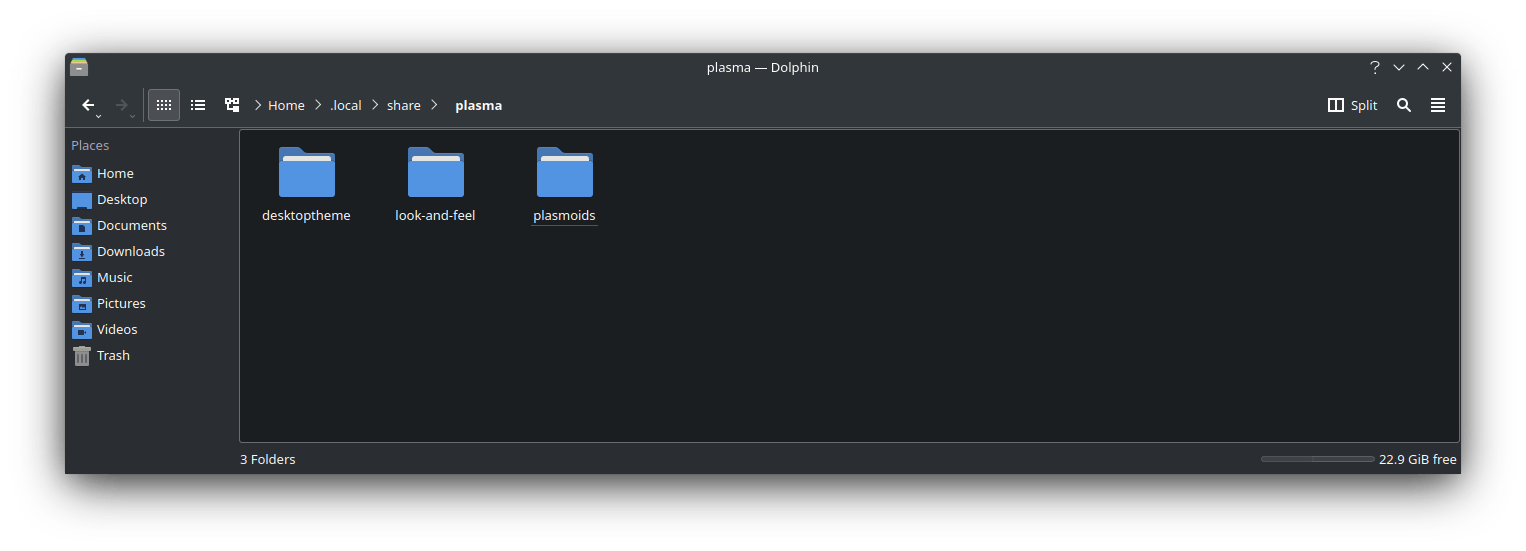 plasma — Dolphin
?
Home .local share plasma
Split
Places
Home
Desktop
Documents
Downloads
Music
Pictures
Videos
Trash
desktoptheme look-and-feel plasmoids
3 Folders
22.9 GiB free